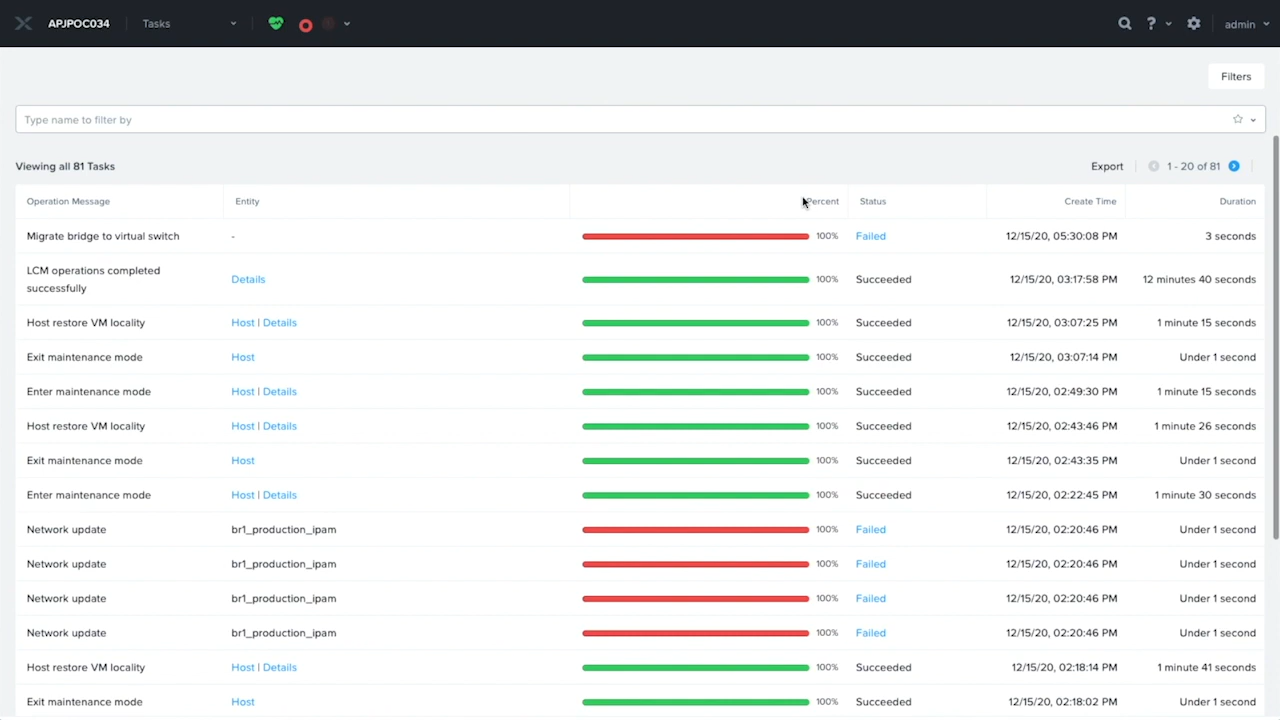 APJPOC034 Tasks ? admin
Filters
Type name to filter by
Viewing all 81 Tasks Export 1 - 20 of 81
Operation Message Entity Percent Status Create Time Duration
Migrate bridge to virtual switch - 100% Failed 12/15/20, 05:30:08 PM 3 seconds
LCM operations completed
successfully Details 100% Succeeded 12/15/20, 03:17:58 PM 12 minutes 40 seconds
Host restore VM locality Host | Details 100% Succeeded 12/15/20, 03:07:25 PM 1 minute 15 seconds
Exit maintenance mode Host 100% Succeeded 12/15/20, 03:07:14 PM Under 1 second
Enter maintenance mode Host | Details 100% Succeeded 12/15/20, 02:49:30 PM 1 minute 15 seconds
Host restore VM locality Host | Details 100% Succeeded 12/15/20, 02:43:46 PM 1 minute 26 seconds
Exit maintenance mode Host 100% Succeeded 12/15/20, 02:43:35 PM Under 1 second
Enter maintenance mode Host | Details 100% Succeeded 12/15/20, 02:22:45 PM 1 minute 30 seconds
Network update br1_production_ipam 100% Failed 12/15/20, 02:20:46 PM Under 1 second
Network update br1_production_ipam 100% Failed 12/15/20, 02:20:46 PM Under 1 second
Network update br1_production_ipam 100% Failed 12/15/20, 02:20:46 PM Under 1 second
Network update br1_production_ipam 100% Failed 12/15/20, 02:20:46 PM Under 1 second
Host restore VM locality Host | Details 100% Succeeded 12/15/20, 02:18:14 PM 1 minute 41 seconds
Exit maintenance mode Host 100% Succeeded 12/15/20, 02:18:02 PM Under 1 second